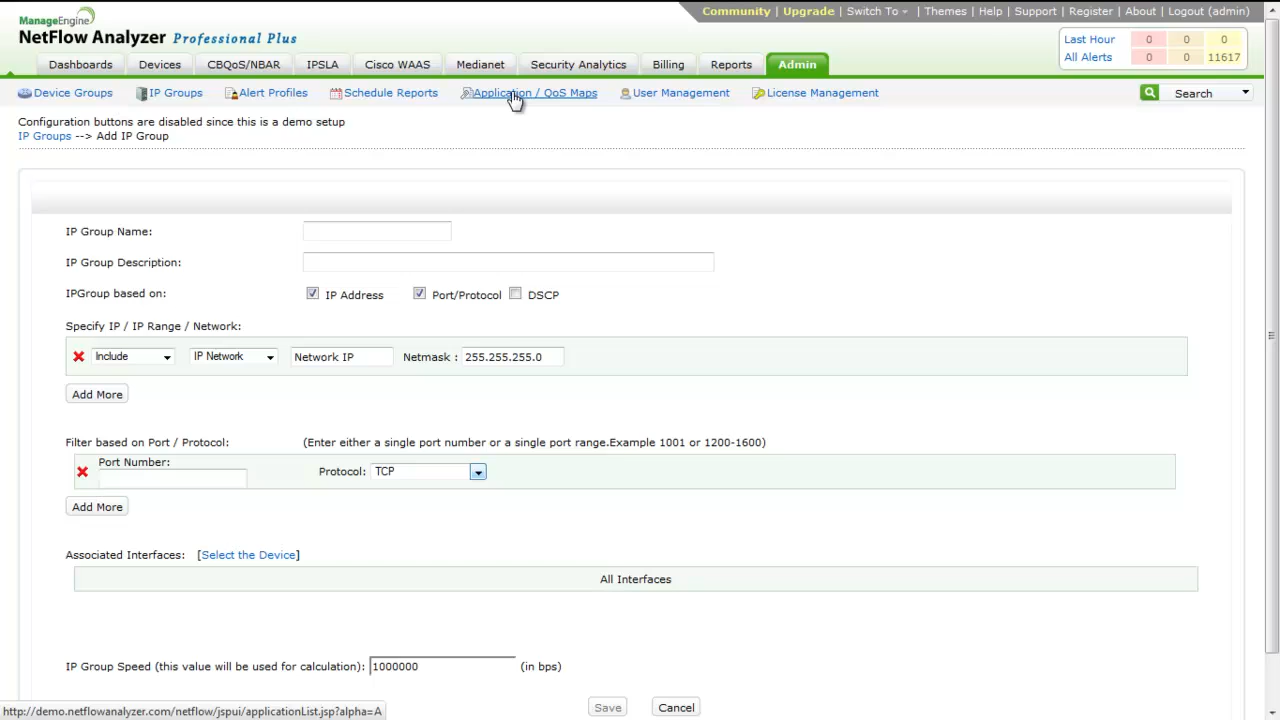 ManageEngine
NetFlow Analyzer Professional Plus
Community | Upgrade | Switch To | Themes | Help | Support | Register | About | Logout (admin)
Last Hour 0 0 0
All Alerts 0 0 11617
Dashboards Devices CBQoS/NBAR IPSLA Cisco WAAS Medianet Security Analytics Billing Reports Admin
Device Groups IP Groups Alert Profiles Schedule Reports Application / QoS Maps User Management License Management Search
Configuration buttons are disabled since this is a demo setup
IP Groups --> Add IP Group
IP Group Name:
IP Group Description:
IPGroup based on: IP Address Port/Protocol DSCP
Specify IP / IP Range / Network:
Include IP Network Network IP Netmask : 255.255.255.0
Add More
Filter based on Port / Protocol: (Enter either a single port number or a single port range.Example 1001 or 1200-1600)
Port Number:
Protocol: TCP
Add More
Associated Interfaces: [Select the Device]
All Interfaces
IP Group Speed (this value will be used for calculation): 1000000 (in bps)
Save Cancel
http://demo.netflowanalyzer.com/netflow/jspui/applicationList.jsp?alpha=A